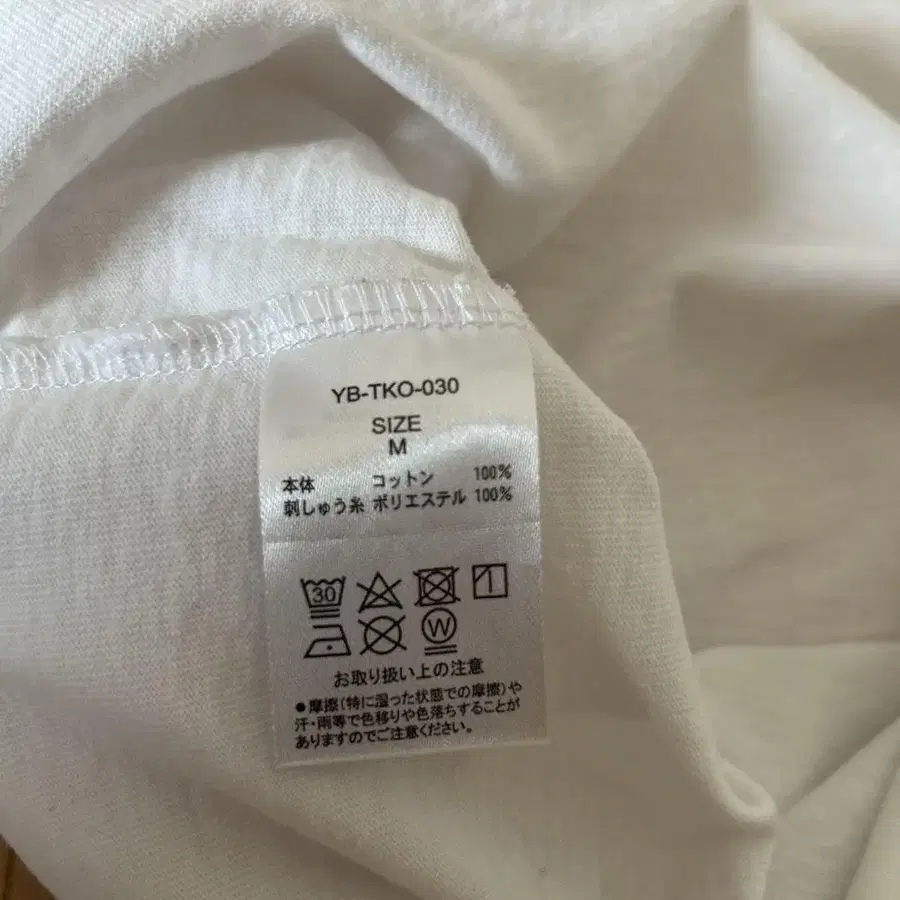 YB-TKO-030
SIZE
M
本体 コットン 100%
刺しゅう糸 ポリエステル 100%
30
W
お取り扱い上の注意
●摩擦(特に湿った状態での摩擦)や
汗・雨等で色移りや色落ちすることが
ありますのでご注意ください。